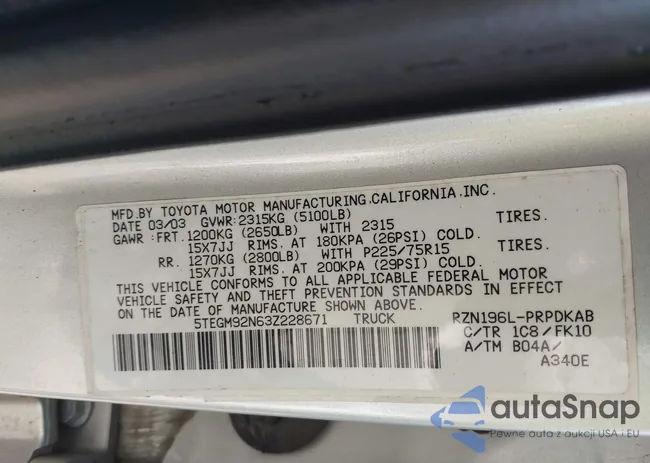 MFD.BY TOYOTA MOTOR MANUFACTURING,CALIFORNIA,INC.
DATE 03/03 GVWR:2315KG (5100LB)
GAWR :FRT. 1200KG (2650LB) WITH 2315 TIRES.
15X7JJ RIMS. AT 180KPA (26PSI) COLD.
RR. 1270KG (2800LB) WITH P225/75R15 TIRES.
15X7JJ RIMS. AT 200KPA (29PSI) COLD.
THIS VEHICLE CONFORMS TO ALL APPLICABLE FEDERAL MOTOR
VEHICLE SAFETY AND THEFT PREVENTION STANDARDS IN EFFECT
ON THE DATE OF MANUFACTURE SHOWN ABOVE.
5TEGM92N63Z228671 TRUCK RZN196L-PRPDKAB
C/TR 1C8/FK10
A/TM B04A/
A340E
autaSnap
Pewne auta z aukcji USA i EU